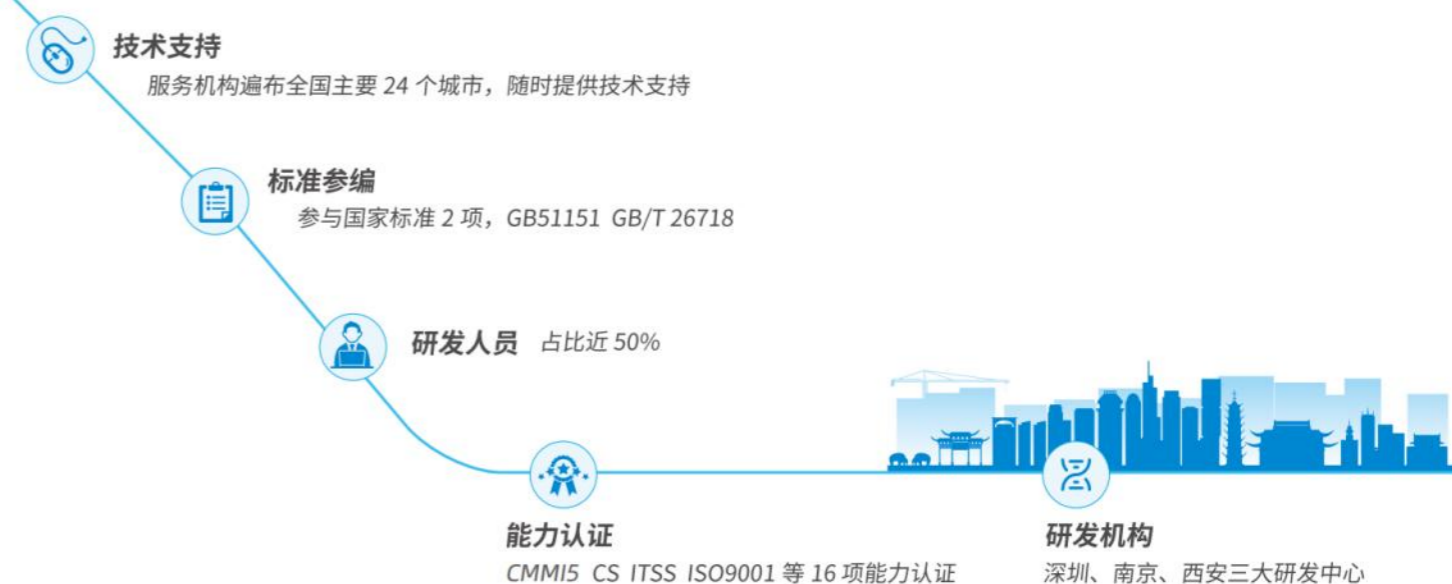 技术支持
服务机构遍布全国主要 24 个城市，随时提供技术支持
标准参编
参与国家标准 2 项，GB51151 GB/T 26718
研发人员 占比近 50%
能力认证
CMMI5 CS ITSS ISO9001 等 16 项能力认证
研发机构
深圳、南京、西安三大研发中心